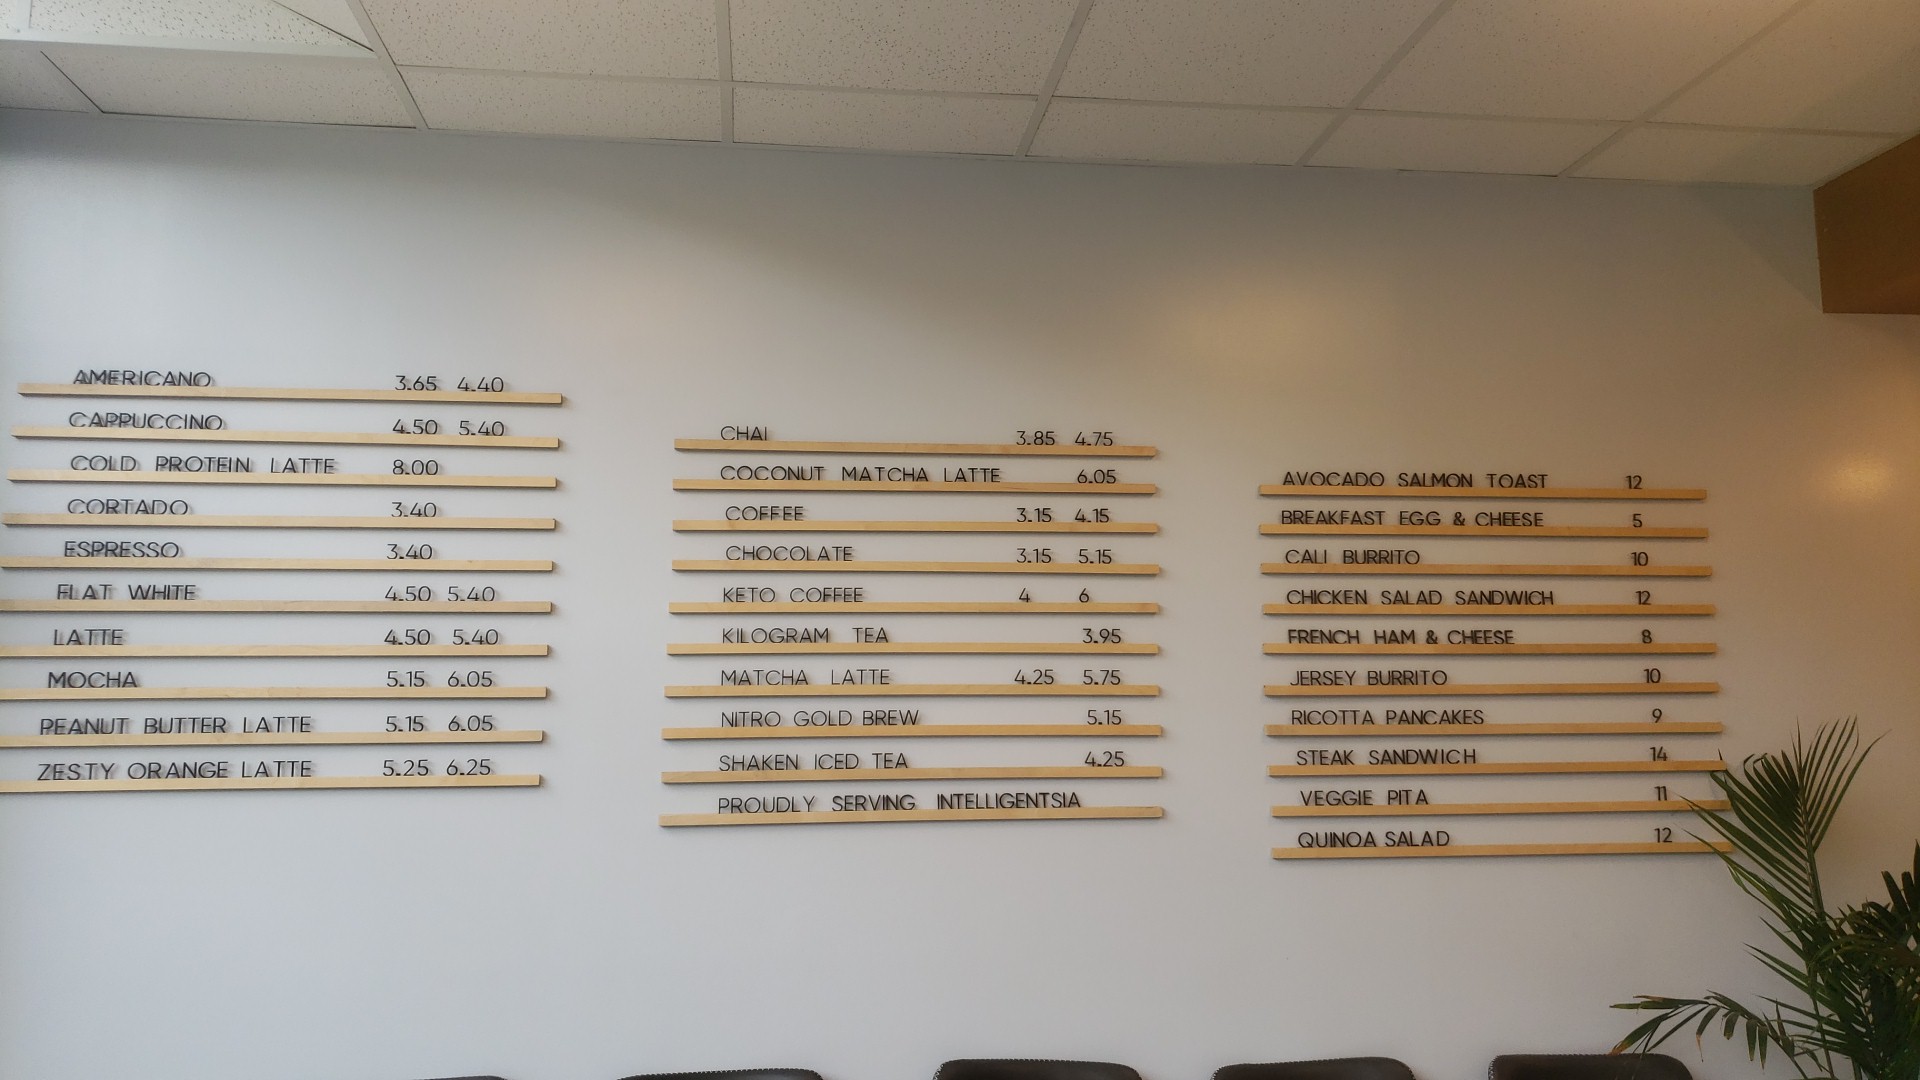 AMERICANO 3.65 4.40
CAPPUCCINO 4.50 5.40
COLD PROTEIN LATTE 8.00
CORTADO 3.40
ESPRESSO 3.40
FLAT WHITE 4.50 5.40
LATTE 4.50 5.40
MOCHA 5.15 6.05
PEANUT BUTTER LATTE 5.15 6.05
ZESTY ORANGE LATTE 5.25 6.25
CHAI 3.85 4.75
COCONUT MATCHA LATTE 6.05
COFFEE 3.15 4.15
CHOCOLATE 3.15 5.15
KETO COFFEE 4 6
KILOGRAM TEA 3.95
MATCHA LATTE 4.25 5.75
NITRO GOLD BREW 5.15
SHAKEN ICED TEA 4.25
PROUDLY SERVING INTELLIGENTSIA
AVOCADO SALMON TOAST 12
BREAKFAST EGG & CHEESE 5
CALI BURRITO 10
CHICKEN SALAD SANDWICH 12
FRENCH HAM & CHEESE 8
JERSEY BURRITO 10
RICOTTA PANCAKES 9
STEAK SANDWICH 14
VEGGIE PITA 11
QUINOA SALAD 12